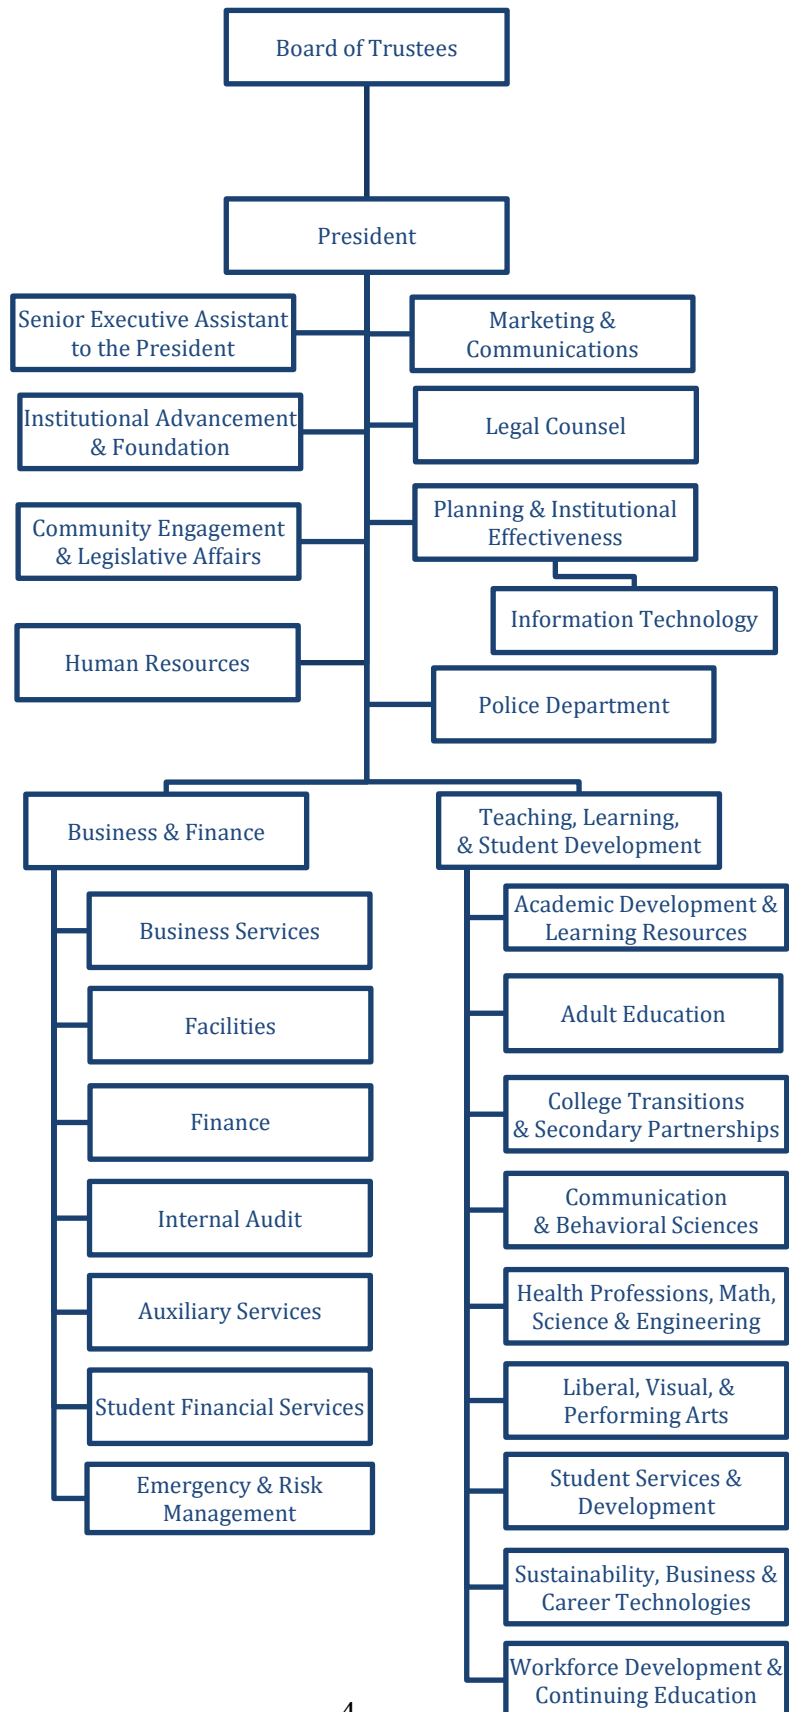 Board of Trustees
President
Senior Executive Assistant
to the President
Marketing &
Communications
Institutional Advancement
& Foundation
Legal Counsel
Community Engagement
& Legislative Affairs
Planning & Institutional
Effectiveness
Information Technology
Human Resources
Police Department
Business & Finance
Business Services
Facilities
Finance
Internal Audit
Auxiliary Services
Student Financial Services
Emergency & Risk
Management
Teaching, Learning,
& Student Development
Academic Development &
Learning Resources
Adult Education
College Transitions
& Secondary Partnerships
Communication
& Behavioral Sciences
Health Professions, Math,
Science & Engineering
Liberal, Visual, &
Performing Arts
Student Services &
Development
Sustainability, Business &
Career Technologies
Workforce Development &
Continuing Education
4